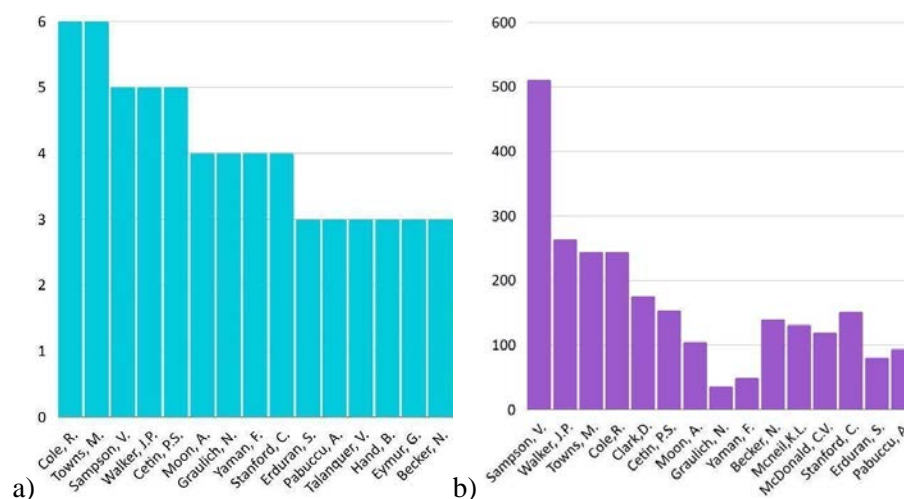 6
5
4
3
2
1
0
Cole, R.
Towns, M.
Sampson, V.
Walker, J.P.
Cetin, P.S.
Moon, A.
Graulich, N.
Yaman, F.
Stanford, C.
Erduran, S.
Pabuccu, A.
Talanquer, V.
Hand, B.
Eymur, G.
Becker, N.
a)
600
500
400
300
200
100
0
Sampson, V.
Walker, J.P.
Towns, M.
Cole,R.
Clark,D.
Cetin, P.S.
Moon, A.
Graulich, N.
Yaman, F.
Becker, N.
Mcneil,K.L.
McDonald, C.V.
Stanford, C.
Erduran, S.
Pabuccu, A
b)